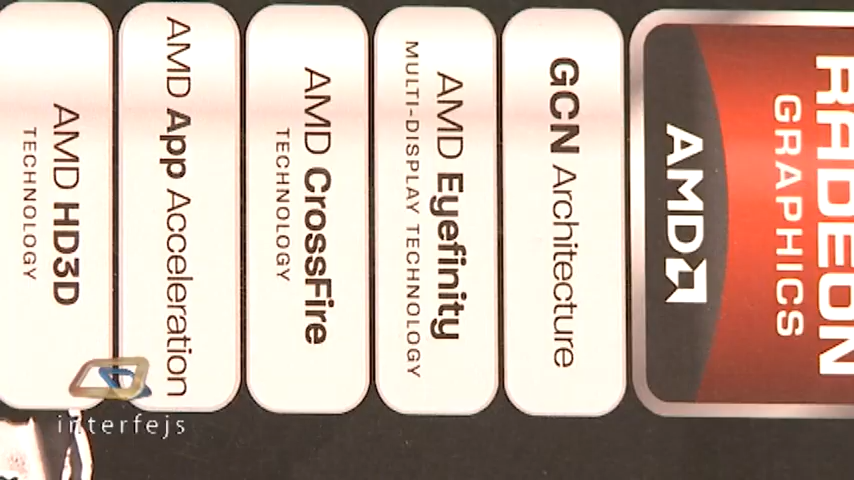 RADEON
GRAPHICS
AMD
GCN Architecture
AMD Eyefinity
MULTI-DISPLAY TECHNOLOGY
AMD CrossFire
TECHNOLOGY
AMD App Acceleration
AMD HD3D
TECHNOLOGY
interfejs